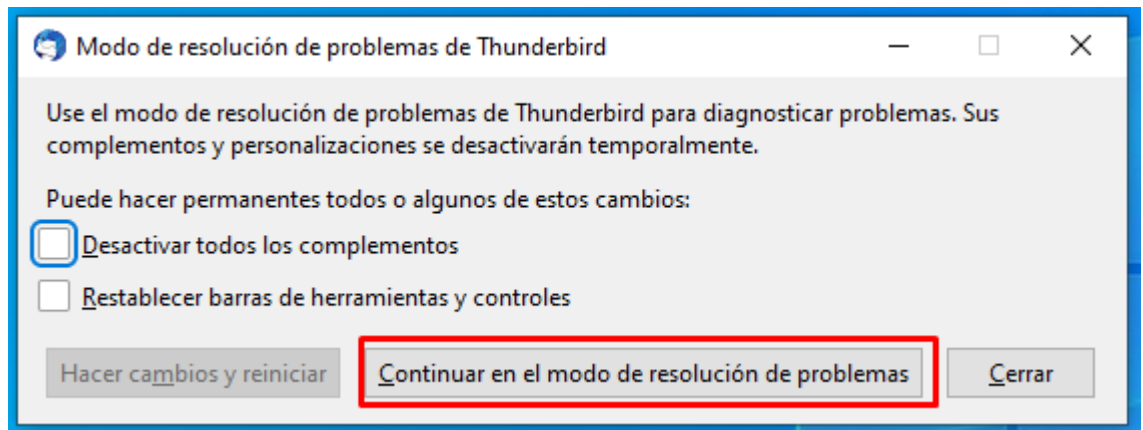 Modo de resolución de problemas de Thunderbird
Use el modo de resolución de problemas de Thunderbird para diagnosticar problemas. Sus
complementos y personalizaciones se desactivarán temporalmente.
Puede hacer permanentes todos o algunos de estos cambios:
Desactivar todos los complementos
Restablecer barras de herramientas y controles
Hacer cambios y reiniciar Continuar en el modo de resolución de problemas Cerrar